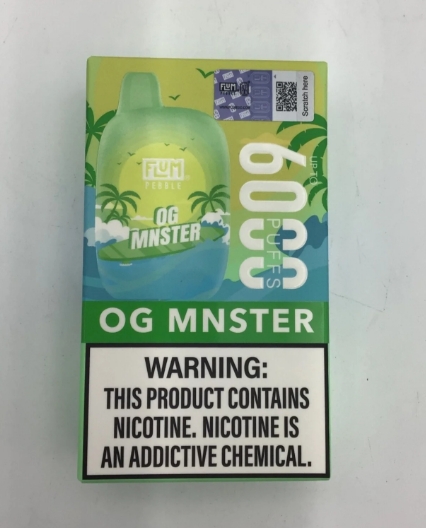 FLUM
Scratch here
FLUM
PEBBLE
OG
MNSTER
UP TO
6000
PUFFS
OG MNSTER
WARNING:
THIS PRODUCT CONTAINS
NICOTINE. NICOTINE IS
AN ADDICTIVE CHEMICAL.